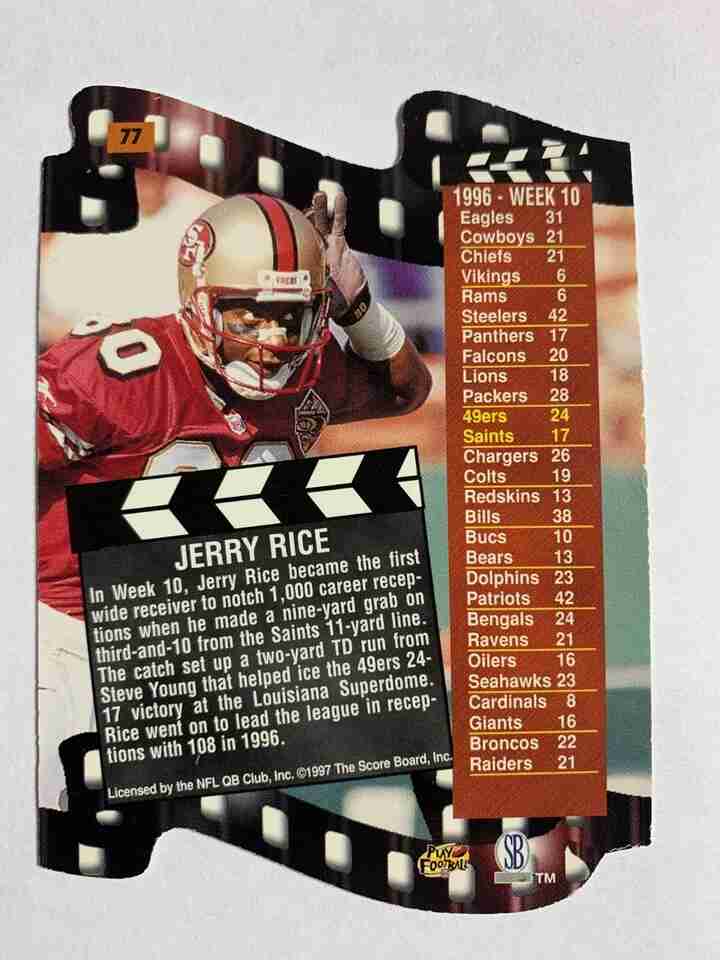 77
80
JERRY RICE
In Week 10, Jerry Rice became the first
wide receiver to notch 1,000 career recep-
tions when he made a nine-yard grab on
third-and-10 from the Saints 11-yard line.
The catch set up a two-yard TD run from
Steve Young that helped ice the 49ers 24-
17 victory at the Louisiana Superdome.
Rice went on to lead the league in recep-
tions with 108 in 1996.
Licensed by the NFL QB Club, Inc. ©1997 The Score Board, Inc.
1996 - WEEK 10
Eagles 31
Cowboys 21
Chiefs 21
Vikings 6
Rams 6
Steelers 42
Panthers 17
Falcons 20
Lions 18
Packers 28
49ers 24
Saints 17
Chargers 26
Colts 19
Redskins 13
Bills 38
Bucs 10
Bears 13
Dolphins 23
Patriots 42
Bengals 24
Ravens 21
Oilers 16
Seahawks 23
Cardinals 8
Giants 16
Broncos 22
Raiders 21
PLAY FOOTBALL
SB
TM